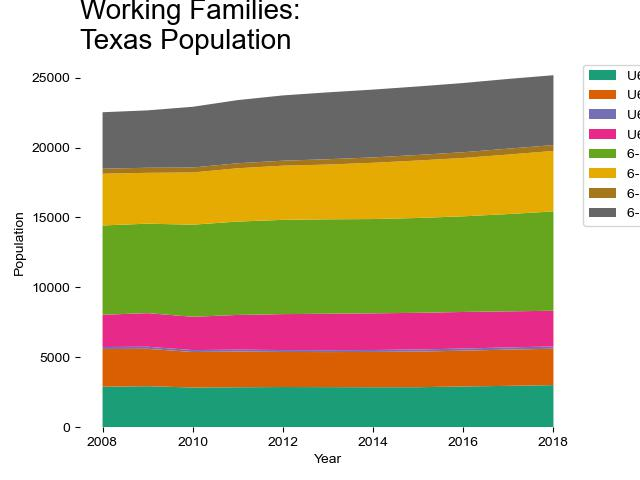 Working Families:
Texas Population
25000
20000
15000
10000
5000
0
Population
2008
2010
2012
2014
2016
2018
Year
U6
U6
U6
U6
6-
6-
6-
6-